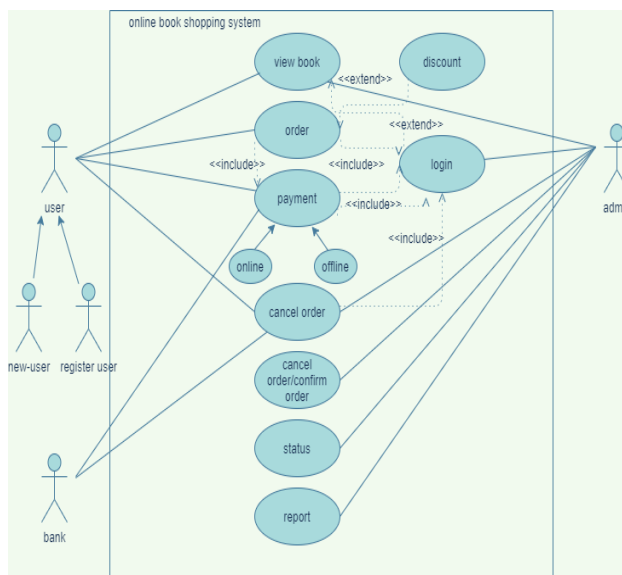 online book shopping system
view book
discount
<<extend>>
order
<<extend>>
<<include>>
<<include>>
login
user
payment
<<include>>
adm
<<include>>
online
offline
cancel order
new-user
register user
cancel
order/confirm
order
status
report
bank